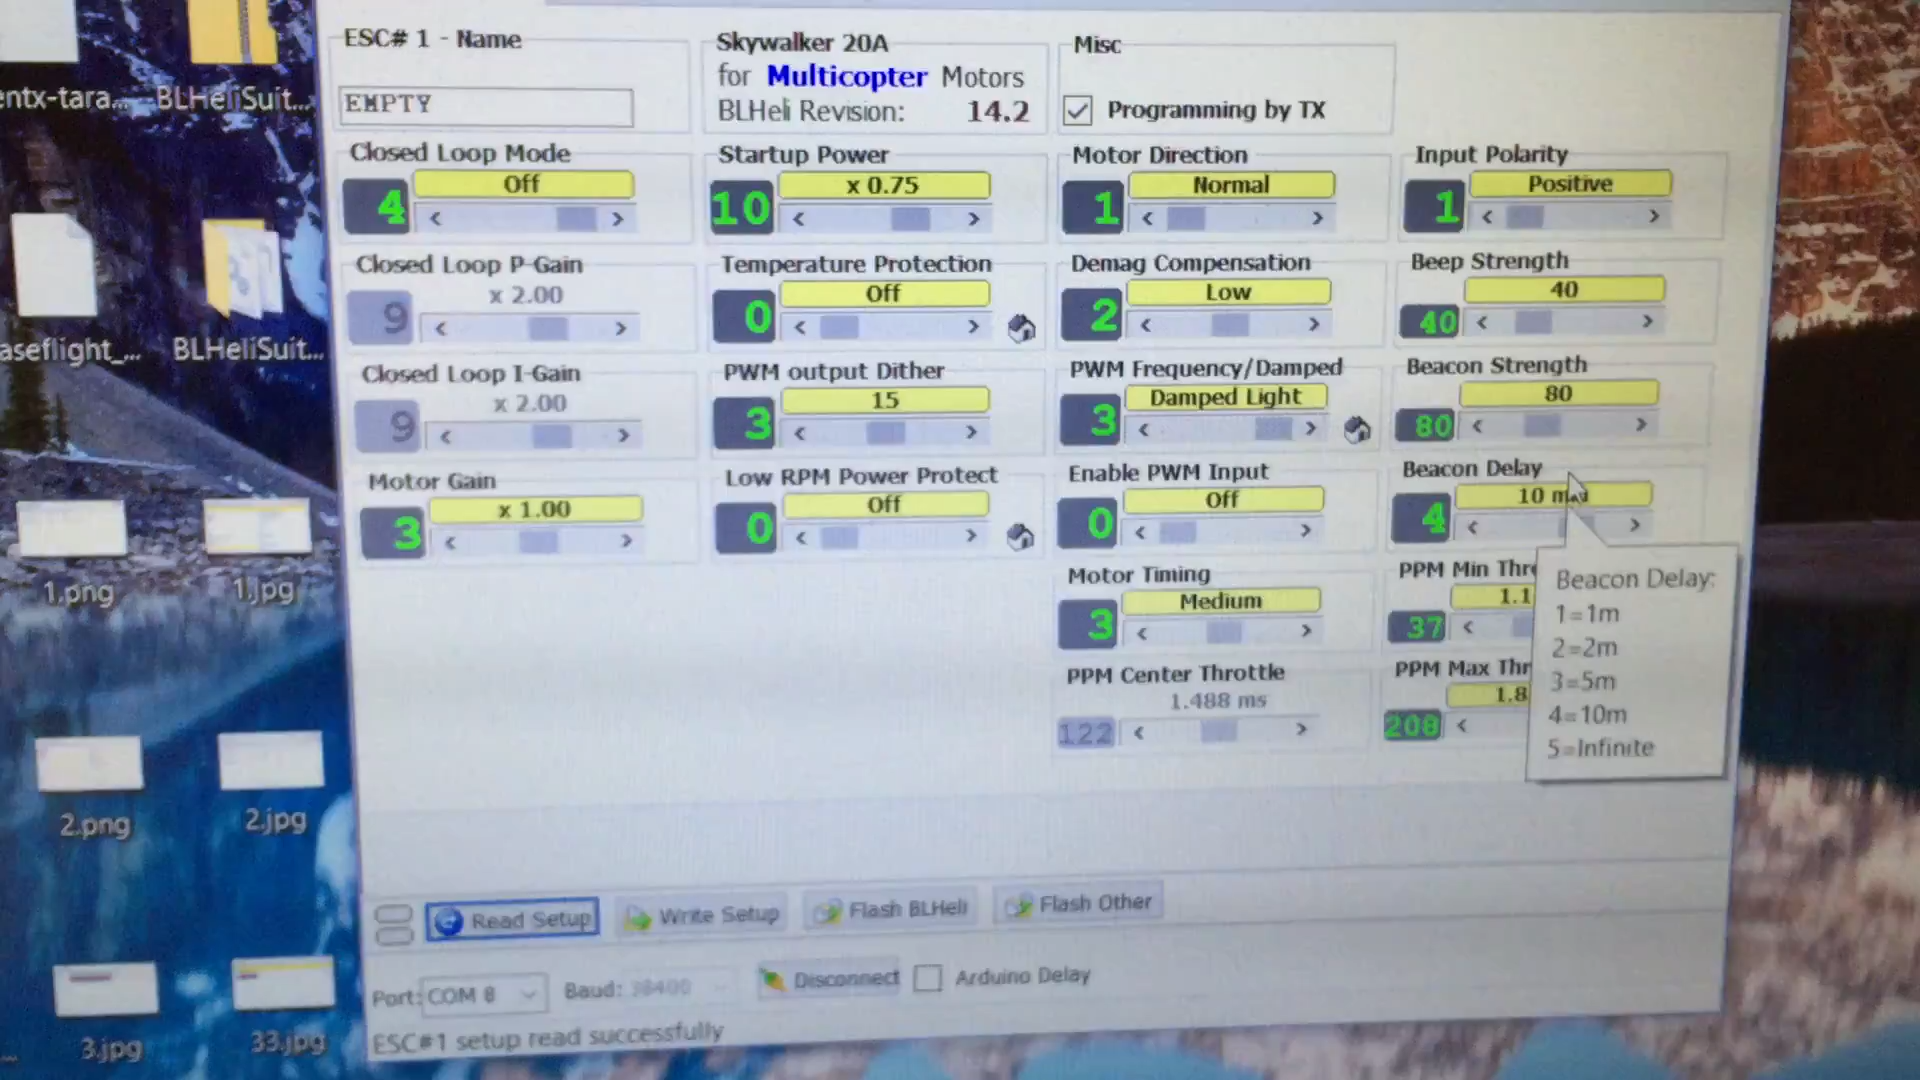 ESC# 1 - Name
EMPTY
Skywalker 20A
for Multicopter Motors
BLHeli Revision: 14.2
Misc
Programming by TX
Closed Loop Mode
Off
4
Startup Power
x 0.75
10
Motor Direction
Normal
1
Input Polarity
Positive
1
Closed Loop P-Gain
x 2.00
9
Temperature Protection
Off
0
Demag Compensation
Low
2
Beep Strength
40
40
Closed Loop I-Gain
x 2.00
9
PWM output Dither
15
3
PWM Frequency/Damped
Damped Light
3
Beacon Strength
80
80
Motor Gain
x 1.00
3
Low RPM Power Protect
Off
0
Enable PWM Input
Off
0
Beacon Delay
10
4
Motor Timing
Medium
3
PPM Min Thr
1.1
37
PPM Center Throttle
1.488 ms
122
PPM Max Thr
1.8
208
Beacon Delay:
1=1m
2=2m
3=5m
4=10m
5=Infinite
Read Setup
Write Setup
Flash BLHeli
Flash Other
Port: COM 8
Baud: 38400
Disconnect
Arduino Delay
ESC#1 setup read successfully
entx-tara...
BLHeliSuit...
aseflight_...
BLHeliSuit...
1.png
1.jpg
2.png
2.jpg
3.jpg
33.jpg